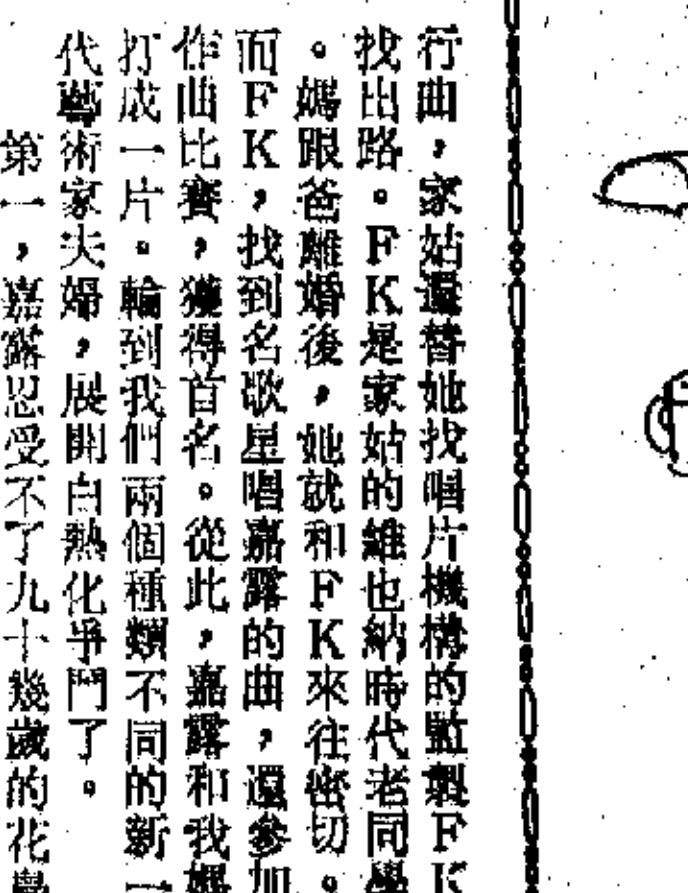 行曲，家姑還替她找唱片機構的監製ＦＫ
找出路。ＦＫ是家姑的維也納時代老同學
。媽跟爸離婚後，她就和ＦＫ來往密切。
而ＦＫ，找到名歌星唱嘉露的曲，還參加
作曲比賽，獲得首名。從此，嘉露和我媽
打成一片。輪到我們兩個種類不同的新一
代藝術家夫婦，展開白熱化爭鬥了。
第一，嘉露忍受不了九十幾歲的花